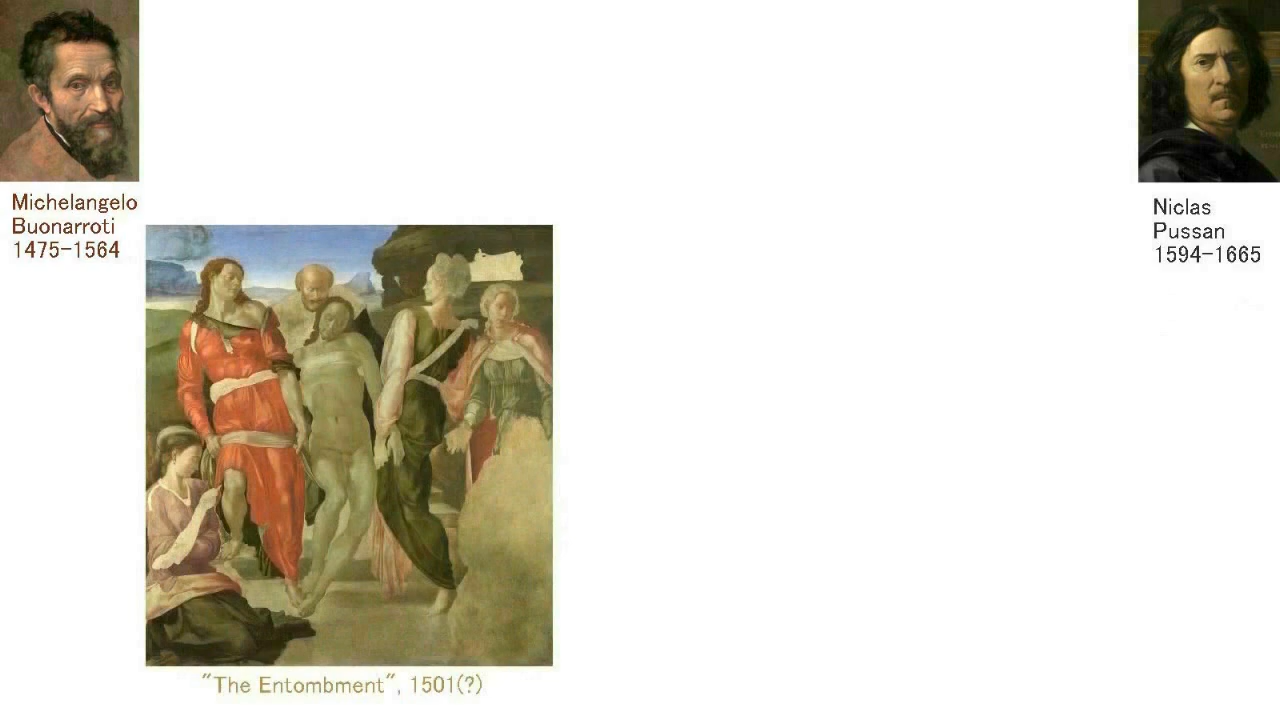 Michelangelo
Buonarroti
1475-1564
Niclas
Pussan
1594-1665
"The Entombment", 1501(?)